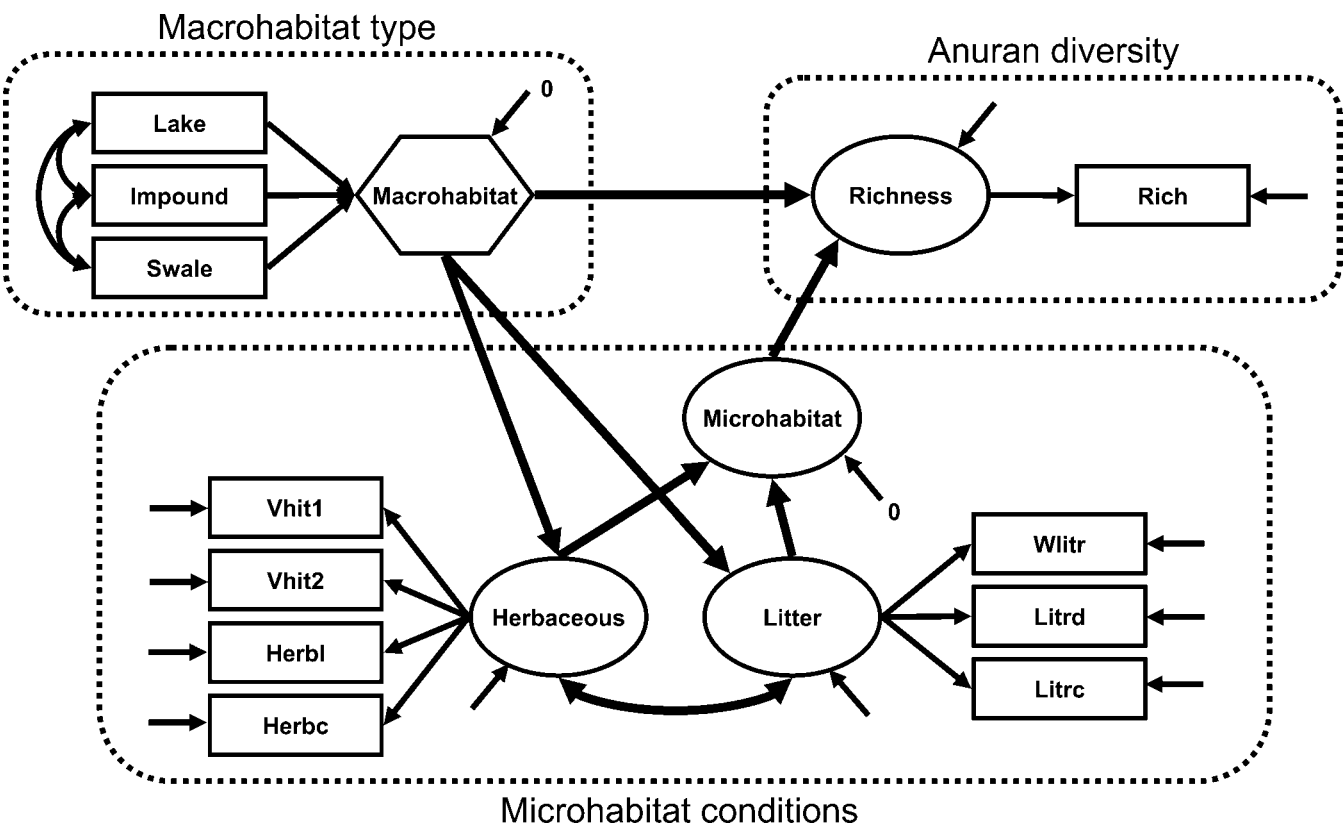 Macrohabitat type
Anuran diversity
0
Lake
Impound
Swale
Macrohabitat
Richness
Rich
Microhabitat
0
Vhit1
Vhit2
Herbl
Herbc
Herbaceous
Litter
Wlitr
Litrd
Litrc
Microhabitat conditions